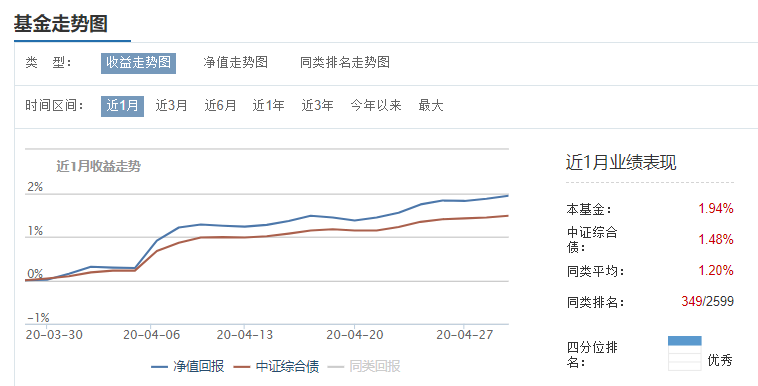 基金走势图
类 型： 收益走势图 净值走势图 同类排名走势图
时间区间： 近1月 近3月 近6月 近1年 近3年 今年以来 最大
近1月收益走势
2%
1%
0%
-1%
20-03-30 20-04-06 20-04-13 20-04-20 20-04-27
净值回报 中证综合债 同类回报
近1月业绩表现
本基金： 1.94%
中证综合
债： 1.48%
同类平均： 1.20%
同类排名： 349/2599
四分位排
名： 优秀